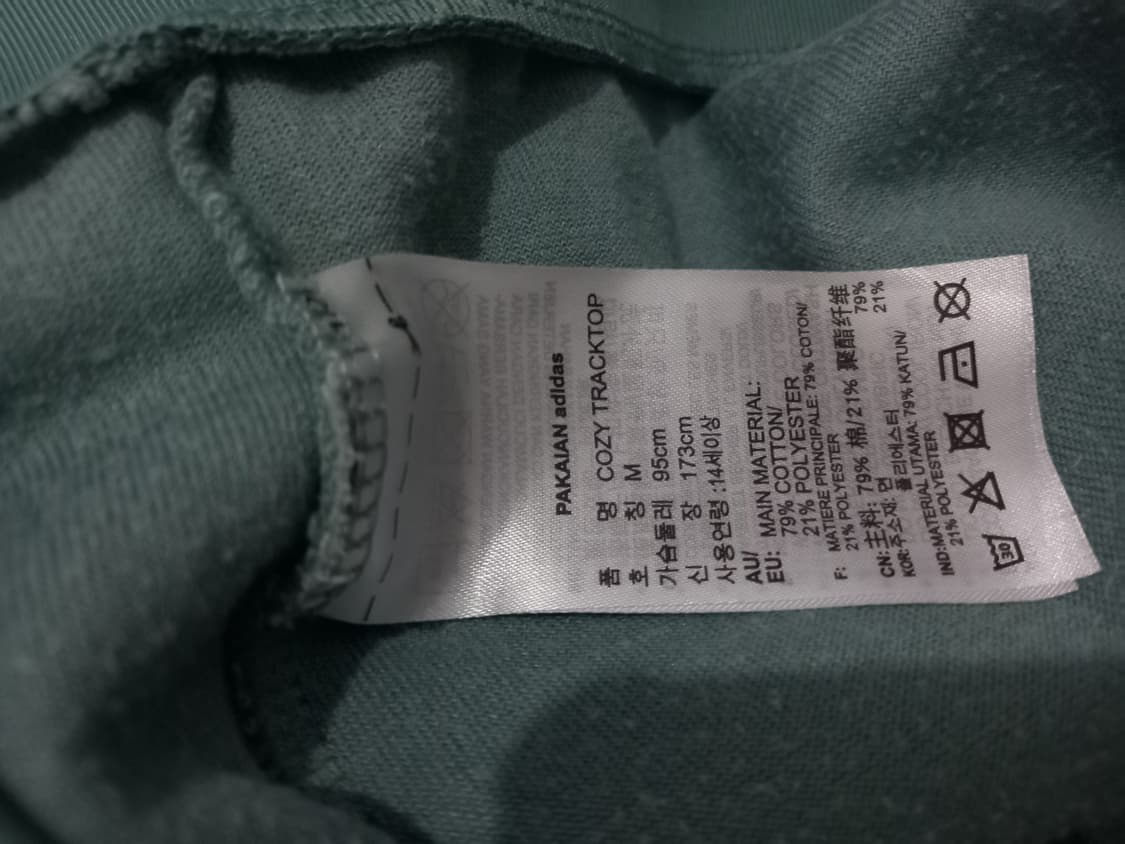 PAKAIAN adidas
품 명 COZY TRACKTOP
호 칭 M
가슴둘레 95cm
신 장 173cm
사용연령 :14세이상
AU/
EU: MAIN MATERIAL:
79% COTTON/
21% POLYESTER
F: MATIERE PRINCIPALE: 79% COTON/
21% POLYESTER
CN: 主料: 79% 棉/21% 聚酯纤维
KOR: 주소재: 면 79%
폴리에스터 21%
IND:MATERIAL UTAMA: 79% KATUN/
21% POLYESTER
30